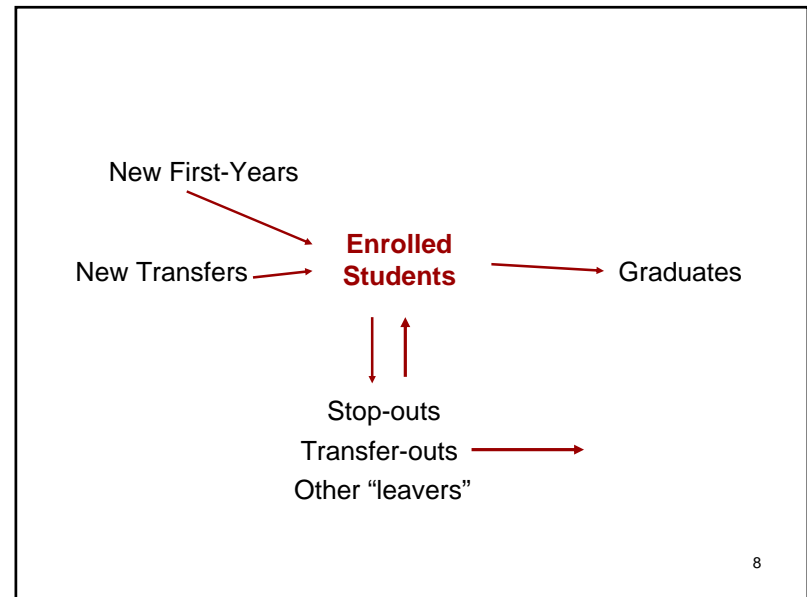 New First-Years
Enrolled
Students
New Transfers
Graduates
Stop-outs
Transfer-outs
Other “leavers”
8